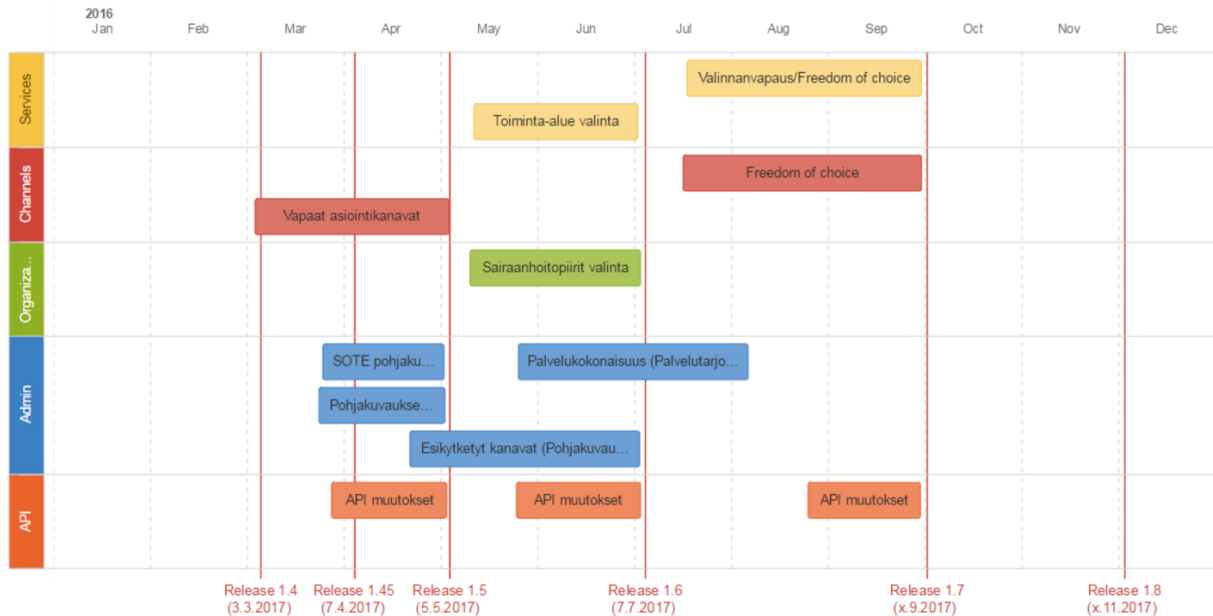 2016
Jan Feb Mar Apr May Jun Jul Aug Sep Oct Nov Dec
Services
Valinnanvapaus/Freedom of choice
Toiminta-alue valinta
Channels
Freedom of choice
Vapaat asiointikanavat
Organiza...
Sairaanhoitopiirit valinta
Admin
SOTE pohjaku...
Palvelukokonaisuus (Palvelutarjo...
Pohjakuvaukse...
Esikytketyt kanavat (Pohjakuvau...
API
API muutokset API muutokset API muutokset
Release 1.4 Release 1.45 Release 1.5 Release 1.6 Release 1.7 Release 1.8
(3.3.2017) (7.4.2017) (5.5.2017) (7.7.2017) (x.9.2017) (x.11.2017)